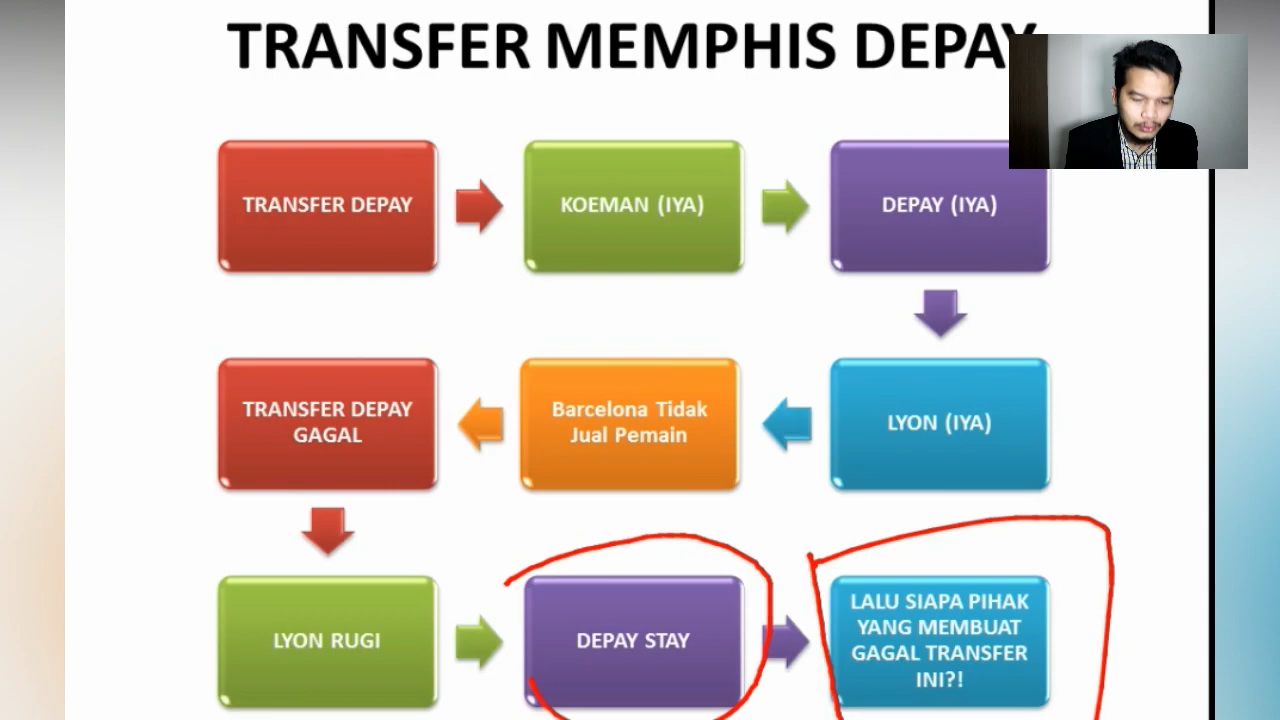 TRANSFER MEMPHIS DEPAY
TRANSFER DEPAY
KOEMAN (IYA)
DEPAY (IYA)
LYON (IYA)
Barcelona Tidak
Jual Pemain
TRANSFER DEPAY
GAGAL
LYON RUGI
DEPAY STAY
LALU SIAPA PIHAK
YANG MEMBUAT
GAGAL TRANSFER
INI?!